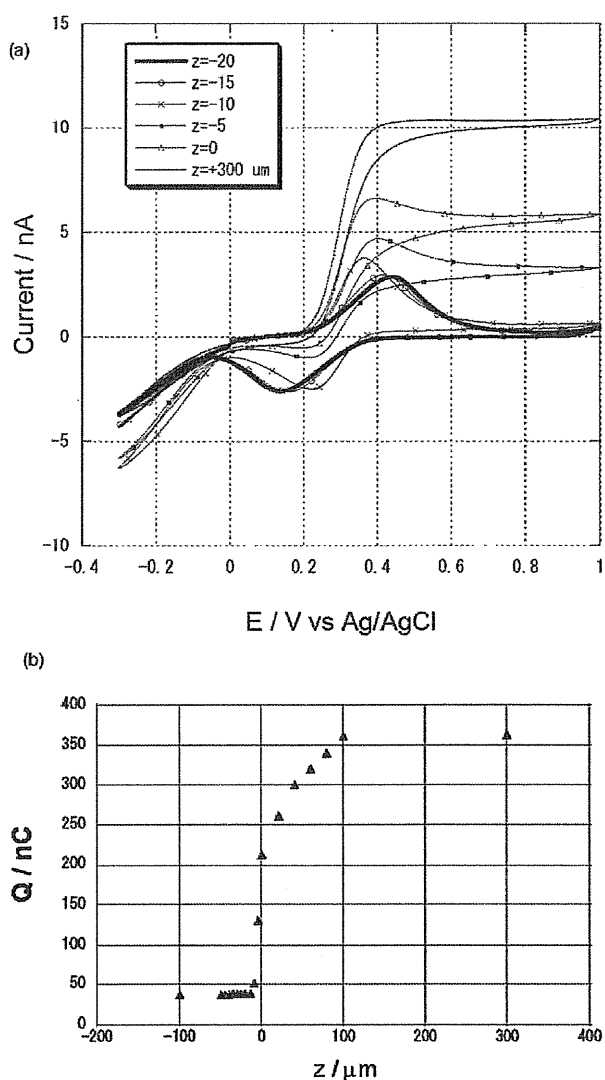 (a)
15
10
5
0
-5
-10
Current / nA
z=-20
z=-15
z=-10
z=-5
z=0
z=+300 um
-0.4 -0.2 0 0.2 0.4 0.6 0.8 1
E / V vs Ag/AgCl
(b)
400
350
300
250
200
150
100
50
0
Q / nC
-200 -100 0 100 200 300 400
z / μm